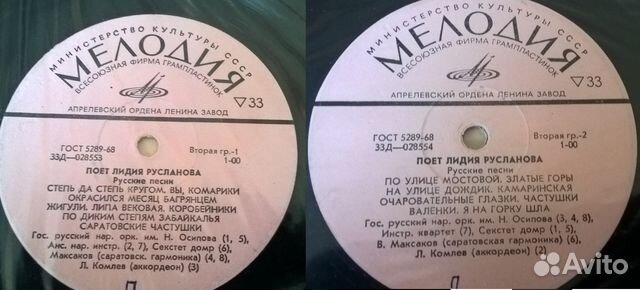 МИНИСТЕРСТВО КУЛЬТУРЫ СССР
МЕЛОДИЯ
ВСЕСОЮЗНАЯ ФИРМА ГРАМПЛАСТИНОК
▽33
АПРЕЛЕВСКИЙ ОРДЕНА ЛЕНИНА ЗАВОД
ГОСТ 5289-68
33Д—028553
Вторая гр.-1
1-00
ПОЕТ ЛИДИЯ РУСЛАНОВА
Русские песни
СТЕПЬ ДА СТЕПЬ КРУГОМ. ВЫ, КОМАРИКИ
ОКРАСИЛСЯ МЕСЯЦ БАГРЯНЦЕМ
ЖИГУЛИ. ЛИПА ВЕКОВАЯ. КОРОБЕЙНИКИ
ПО ДИКИМ СТЕПЯМ ЗАБАЙКАЛЬЯ
САРАТОВСКИЕ ЧАСТУШКИ
Гос. русский нар. орк. им. Н. Осипова (1, 5),
Анс. нар. инстр. (2, 7), Секстет домр (6),
Максаков (саратовск. гармоника) (4, 8),
Л. Комлев (аккордеон) (3)
МИНИСТЕРСТВО КУЛЬТУРЫ СССР
МЕЛОДИЯ
ВСЕСОЮЗНАЯ ФИРМА ГРАМПЛАСТИНОК
▽33
АПРЕЛЕВСКИЙ ОРДЕНА ЛЕНИНА ЗАВОД
ГОСТ 5289-68
33Д—028554
Вторая гр.-2
1-00
ПОЕТ ЛИДИЯ РУСЛАНОВА
Русские песни
ПО УЛИЦЕ МОСТОВОЙ. ЗЛАТЫЕ ГОРЫ
НА УЛИЦЕ ДОЖДИК. КАМАРИНСКАЯ
ОЧАРОВАТЕЛЬНЫЕ ГЛАЗКИ. ЧАСТУШКИ
ВАЛЕНКИ. Я НА ГОРКУ ШЛА
Гос. русский нар. орк. им. Н. Осипова (3, 4, 8),
Инстр. квартет (7), Секстет домр (1, 5),
В. Максаков (саратовская гармоника) (6),
Л. Комлев (аккордеон) (2)
Avito